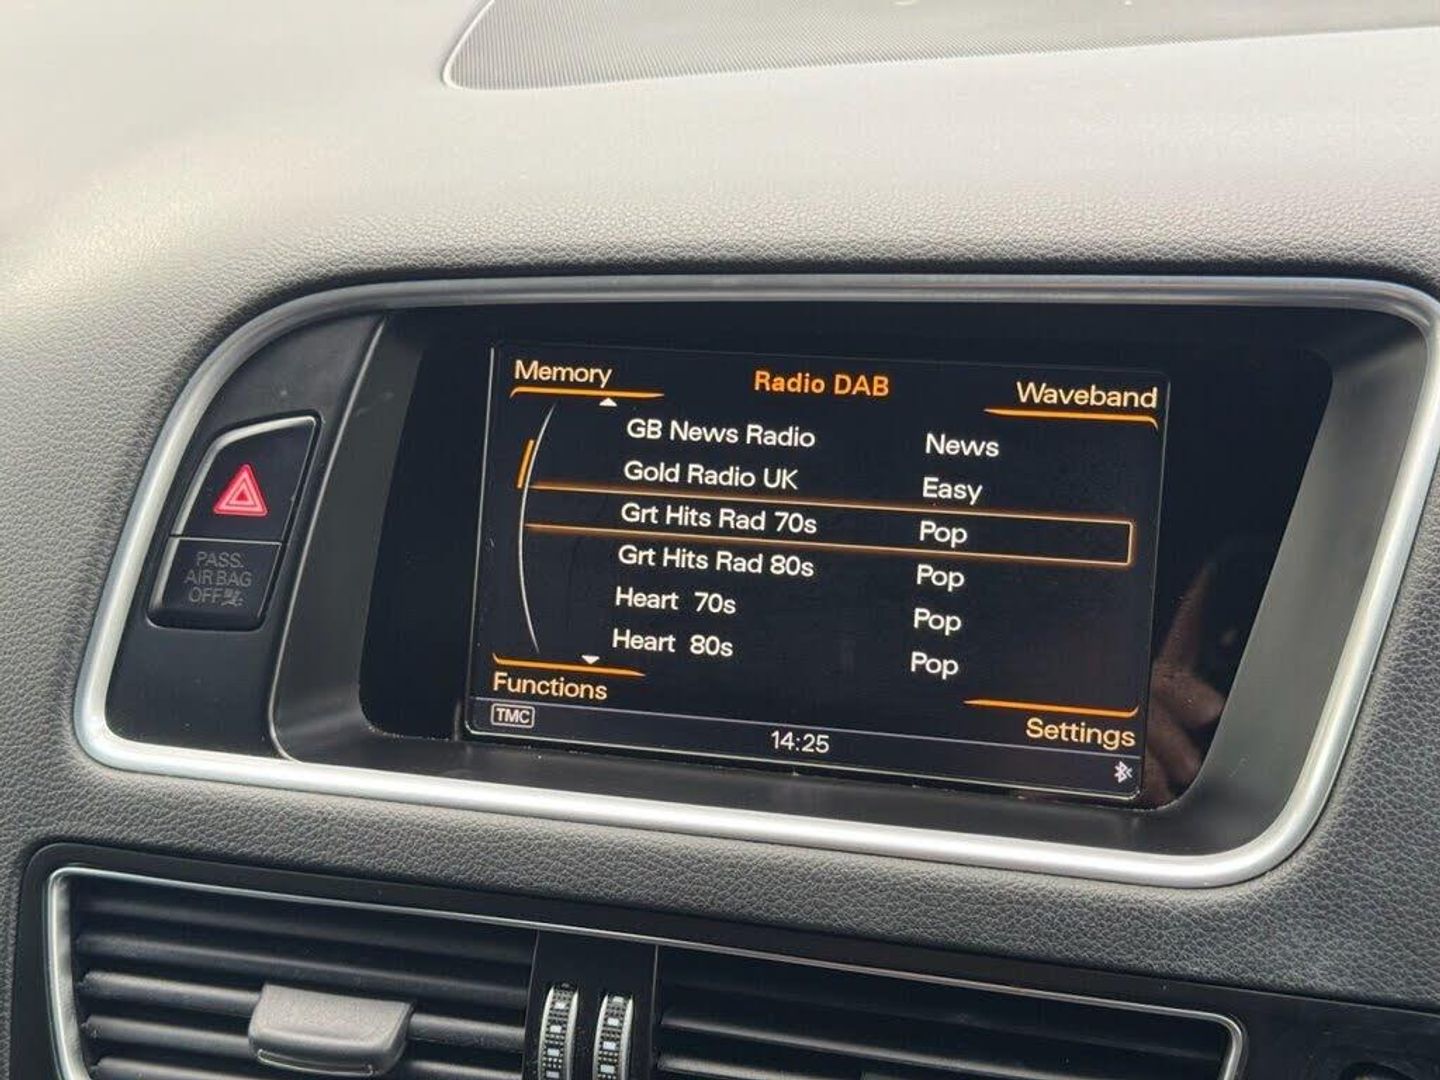 Memory Radio DAB Waveband
GB News Radio News
Gold Radio UK Easy
Grt Hits Rad 70s Pop
Grt Hits Rad 80s Pop
Heart 70s Pop
Heart 80s Pop
Functions Settings
TMC 14:25
PASS.
AIR BAG
OFF